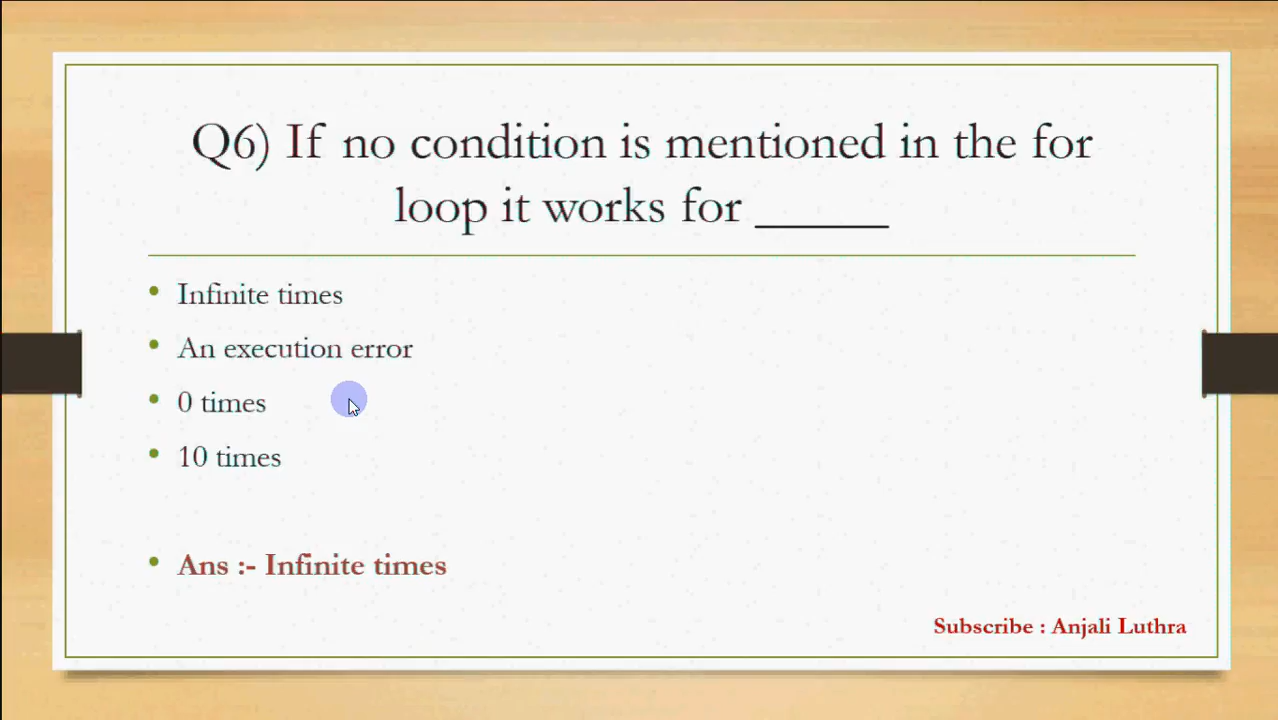 Q6) If no condition is mentioned in the for
loop it works for ______
• Infinite times
• An execution error
• 0 times
• 10 times
• Ans :- Infinite times
Subscribe : Anjali Luthra